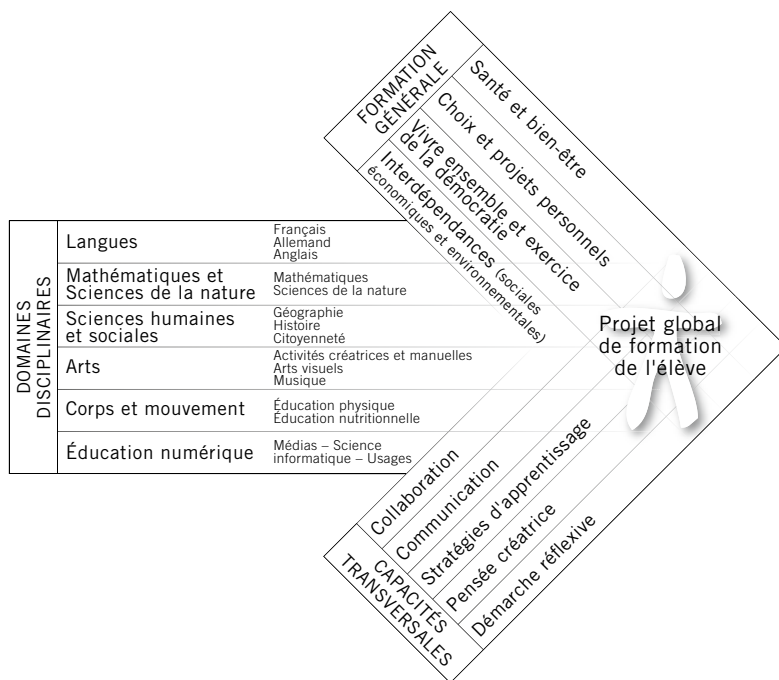 FORMATION
GÉNÉRALE
Santé et bien-être
Choix et projets personnels
Vivre ensemble et exercice
de la démocratie
Interdépendances (sociales
économiques et environnementales)
DOMAINES
DISCIPLINAIRES
Langues
Français
Allemand
Anglais
Mathématiques et
Sciences de la nature
Mathématiques
Sciences de la nature
Sciences humaines
et sociales
Géographie
Histoire
Citoyenneté
Arts
Activités créatrices et manuelles
Arts visuels
Musique
Corps et mouvement
Éducation physique
Éducation nutritionnelle
Éducation numérique
Médias – Science
informatique – Usages
Projet global
de formation
de l'élève
CAPACITÉS
TRANSVERSALES
Collaboration
Communication
Stratégies d'apprentissage
Pensée créatrice
Démarche réflexive